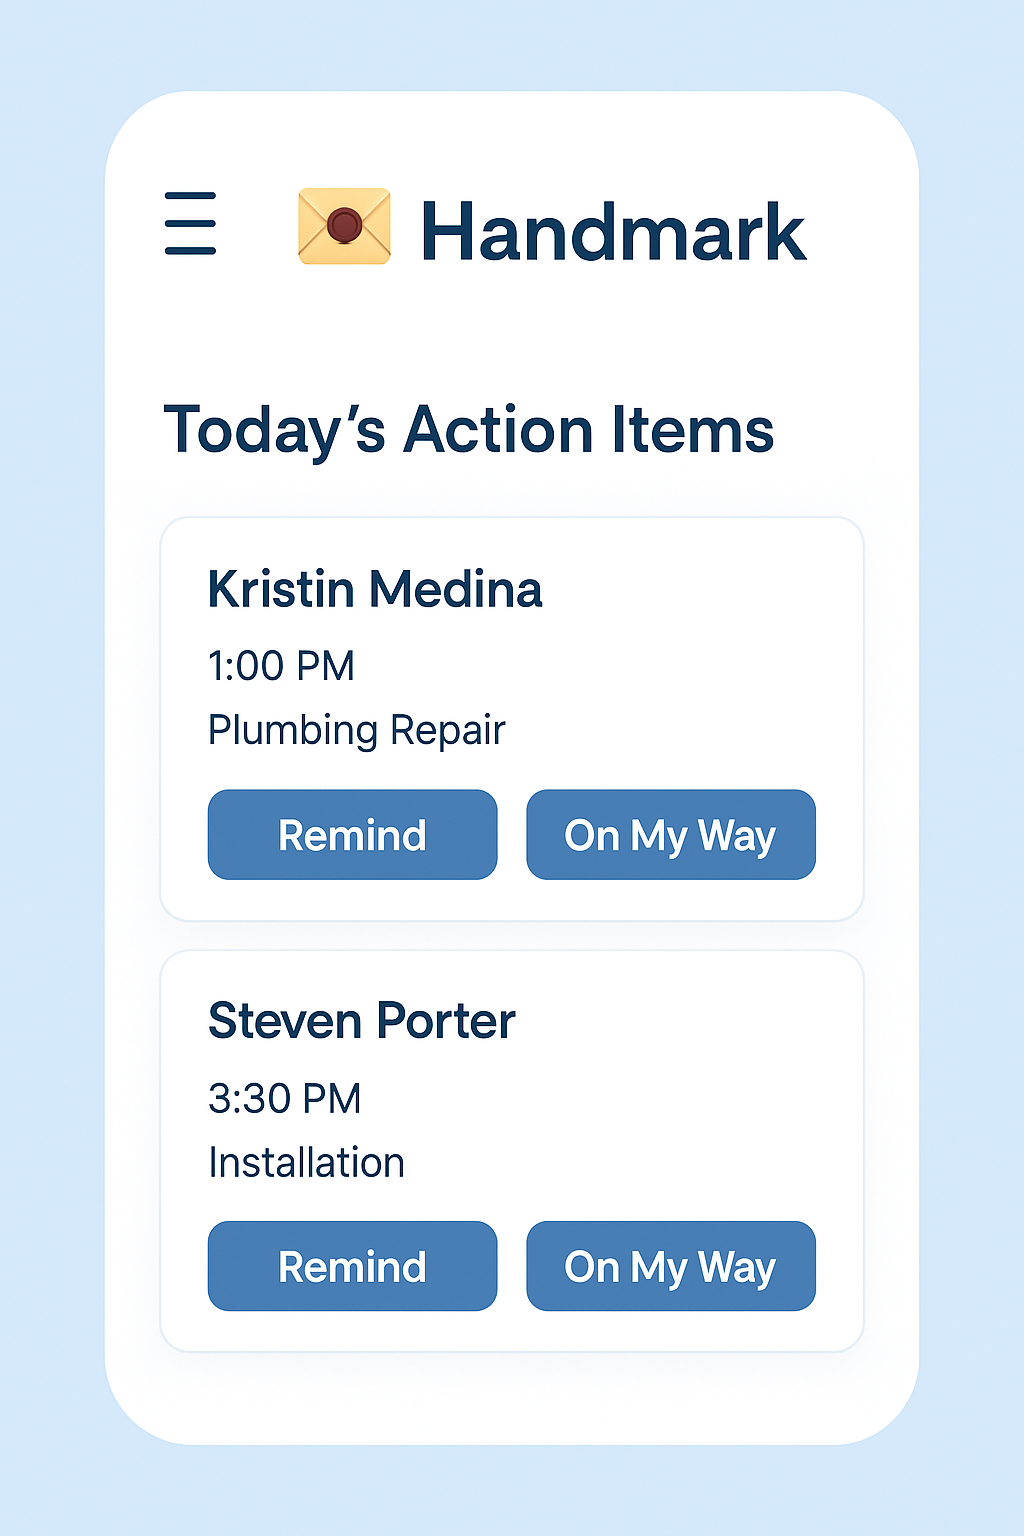 Handmark
Today’s Action Items
Kristin Medina
1:00 PM
Plumbing Repair
Remind
On My Way
Steven Porter
3:30 PM
Installation
Remind
On My Way